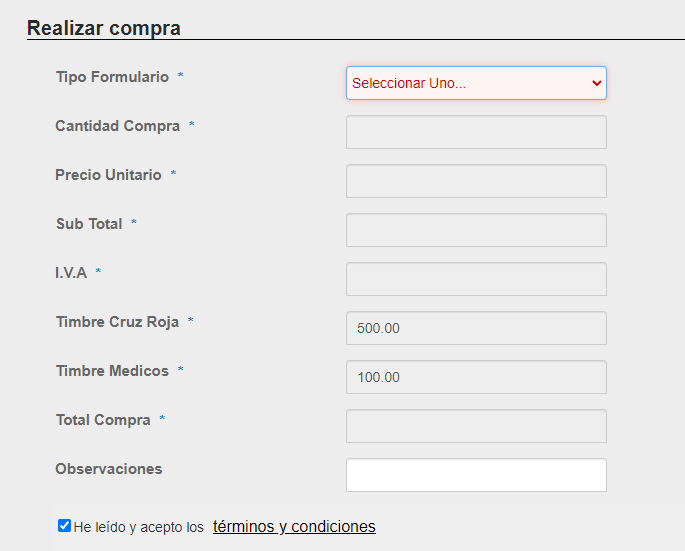 Realizar compra
Tipo Formulario * Seleccionar Uno...
Cantidad Compra *
Precio Unitario *
Sub Total *
I.V.A *
Timbre Cruz Roja * 500.00
Timbre Medicos * 100.00
Total Compra *
Observaciones
He leído y acepto los términos y condiciones